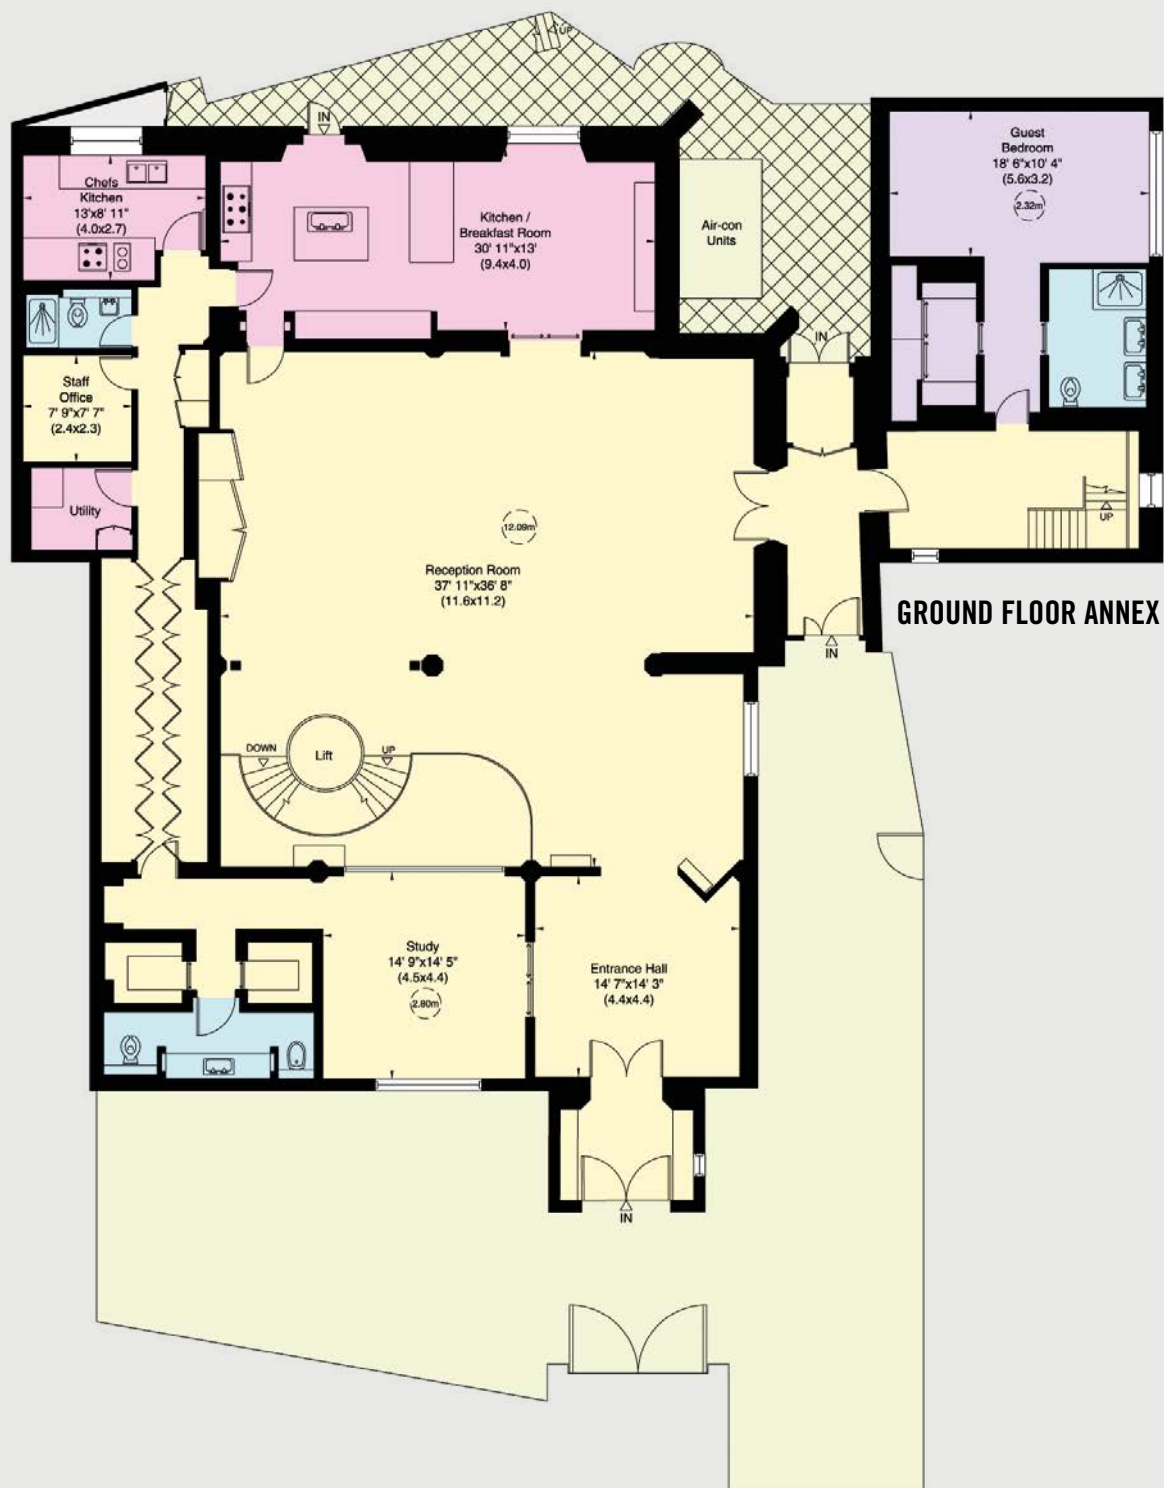 UP
IN
Guest
Bedroom
18' 6"x10' 4"
(5.6x3.2)
2.32m
Chefs
Kitchen
13'x8' 11"
(4.0x2.7)
Kitchen /
Breakfast Room
30' 11"x13'
(9.4x4.0)
Air-con
Units
IN
Staff
Office
7' 9"x7' 7"
(2.4x2.3)
Utility
12.09m
UP
Reception Room
37' 11"x36' 8"
(11.6x11.2)
GROUND FLOOR ANNEX
IN
DOWN
Lift
UP
Study
14' 9"x14' 5"
(4.5x4.4)
2.80m
Entrance Hall
14' 7"x14' 3"
(4.4x4.4)
IN